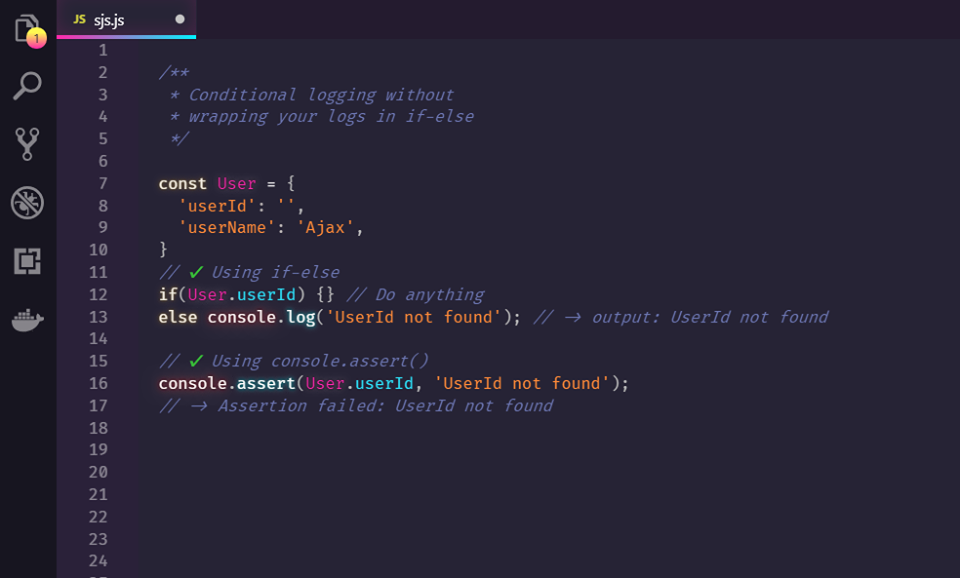 JS sjs.js
1
1
2 /**
3 * Conditional logging without
4 * wrapping your logs in if-else
5 */
6
7 const User = {
8 'userId': '',
9 'userName': 'Ajax',
10 }
11 // ✓ Using if-else
12 if(User.userId) {} // Do anything
13 else console.log('UserId not found'); // → output: UserId not found
14
15 // ✓ Using console.assert()
16 console.assert(User.userId, 'UserId not found');
17 // → Assertion failed: UserId not found
18
19
20
21
22
23
24